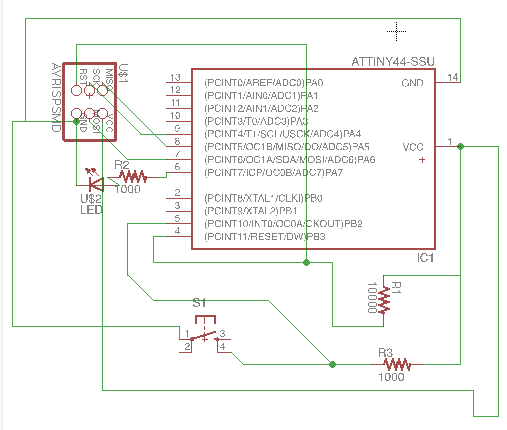 ATTINY44-SSU
13 (PCINT0/AREF/ADC0)PA0 GND 14
12 (PCINT1/AIN0/ADC1)PA1
11 (PCINT2/AIN1/ADC2)PA2
10 (PCINT3/T0/ADC3)PA3
9 (PCINT4/T1/SCL/USCK/ADC4)PA4
8 (PCINT5/OC1B/MISO/DO/ADC5)PA5 VCC 1
7 (PCINT6/OC1A/SDA/MOSI/ADC6)PA6
6 (PCINT7/ICP/OC0B/ADC7)PA7
2 (PCINT8/XTAL1/CLKI)PB0
3 (PCINT9/XTAL2)PB1
5 (PCINT10/INT0/OC0A/CKOUT)PB2
4 (PCINT11/RESET/DW)PB3
IC1
AVRISPSMD
U$1
RST
SCK
MISO
GND
MOSI
VCC
R2
1000
U$2
LED
R1
10000
S1
1 3
2 4
R3
1000